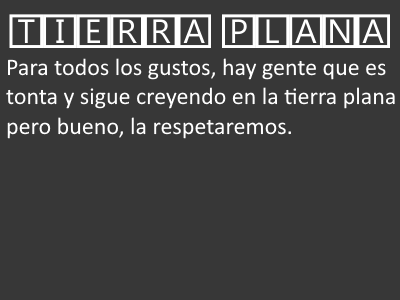 TIERRA PLANA
Para todos los gustos, hay gente que es
tonta y sigue creyendo en la tierra plana
pero bueno, la respetaremos.